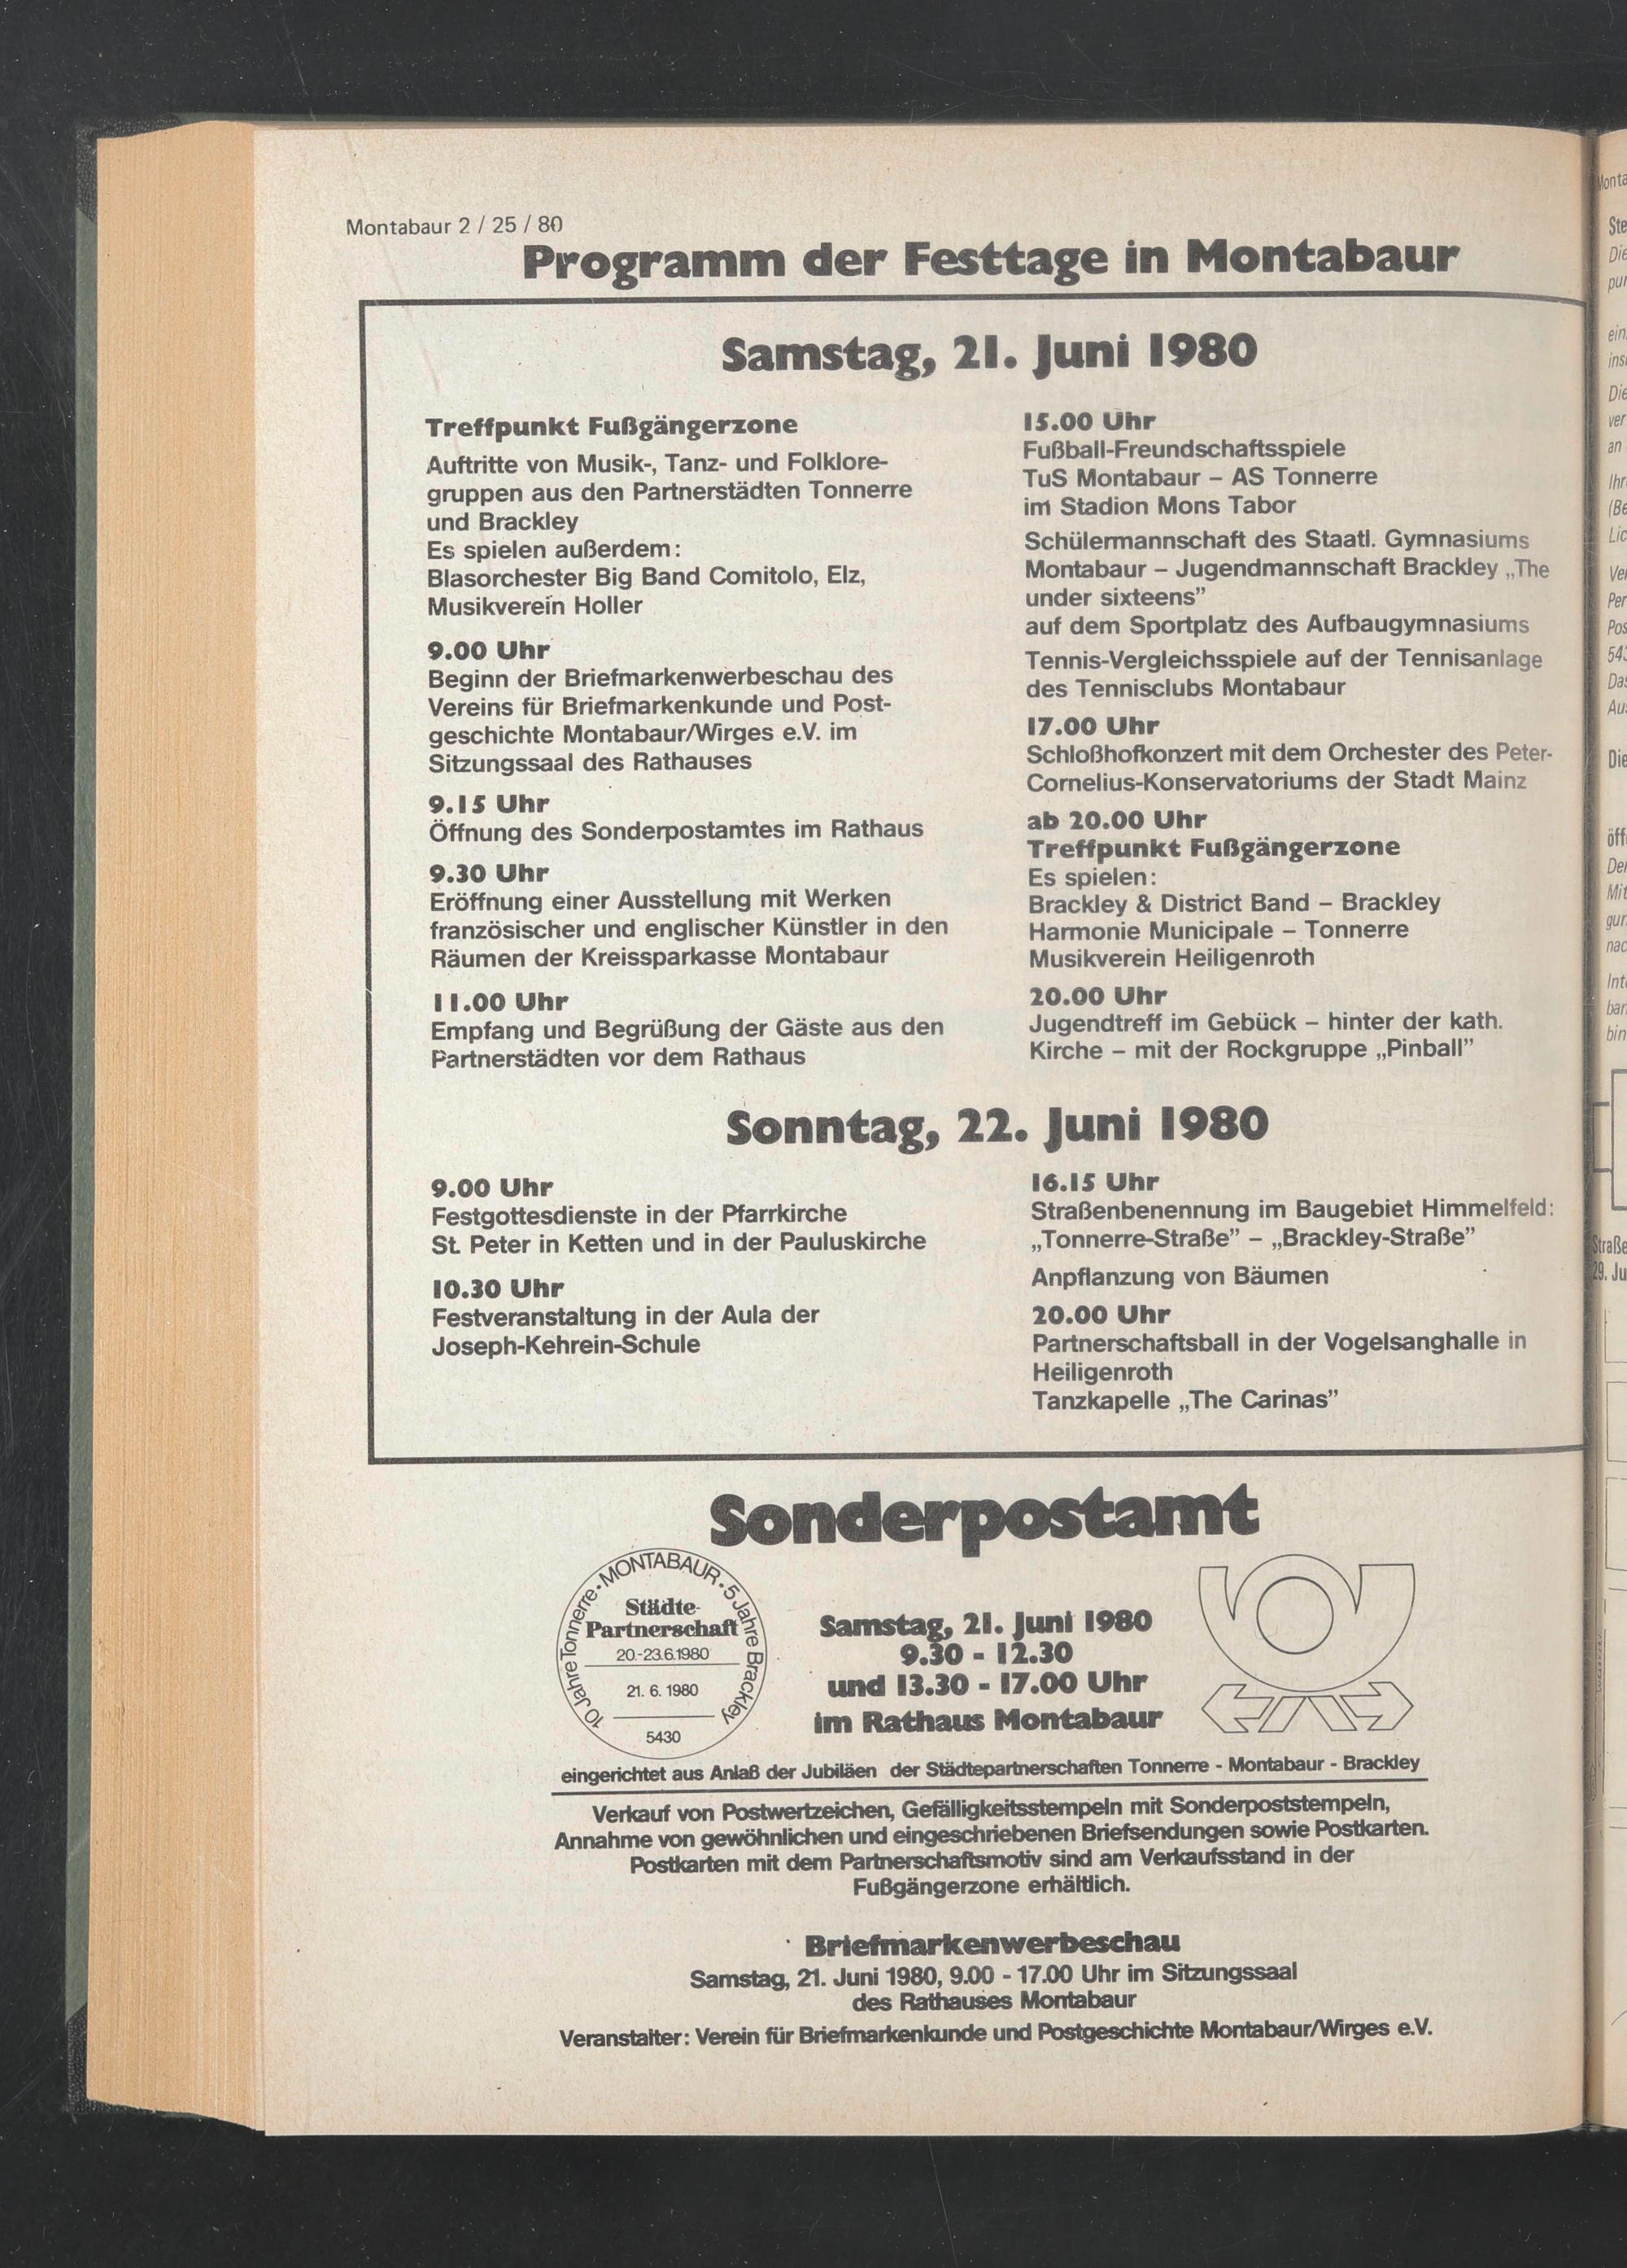 Montabaur 2 / 25 / 80
Programm der Festtage in Montabaur
Samstag, 21. Juni 1980
Treffpunkt Fußgängerzone
Auftritte von Musik-, Tanz- und Folklore-
gruppen aus den Partnerstädten Tonnerre
und Brackley
Es spielen außerdem:
Blasorchester Big Band Comitolo, Elz,
Musikverein Holler
9.00 Uhr
Beginn der Briefmarkenwerbeschau des
Vereins für Briefmarkenkunde und Post-
geschichte Montabaur/Wirges e.V. im
Sitzungssaal des Rathauses
9.15 Uhr
Öffnung des Sonderpostamtes im Rathaus
9.30 Uhr
Eröffnung einer Ausstellung mit Werken
französischer und englischer Künstler in den
Räumen der Kreissparkasse Montabaur
11.00 Uhr
Empfang und Begrüßung der Gäste aus den
Partnerstädten vor dem Rathaus
15.00 Uhr
Fußball-Freundschaftsspiele
TuS Montabaur – AS Tonnerre
im Stadion Mons Tabor
Schülermannschaft des Staatl. Gymnasiums
Montabaur – Jugendmannschaft Brackley „The
under sixteens”
auf dem Sportplatz des Aufbaugymnasiums
Tennis-Vergleichsspiele auf der Tennisanlage
des Tennisclubs Montabaur
17.00 Uhr
Schloßhofkonzert mit dem Orchester des Peter-
Cornelius-Konservatoriums der Stadt Mainz
ab 20.00 Uhr
Treffpunkt Fußgängerzone
Es spielen:
Brackley & District Band – Brackley
Harmonie Municipale – Tonnerre
Musikverein Heiligenroth
20.00 Uhr
Jugendtreff im Gebück – hinter der kath.
Kirche – mit der Rockgruppe „Pinball”
Sonntag, 22. Juni 1980
9.00 Uhr
Festgottesdienste in der Pfarrkirche
St. Peter in Ketten und in der Pauluskirche
10.30 Uhr
Festveranstaltung in der Aula der
Joseph-Kehrein-Schule
16.15 Uhr
Straßenbenennung im Baugebiet Himmelfeld:
„Tonnerre-Straße” – „Brackley-Straße”
Anpflanzung von Bäumen
20.00 Uhr
Partnerschaftsball in der Vogelsanghalle in
Heiligenroth
Tanzkapelle „The Carinas”
Sonderpostamt
10 Jahre Tonnerre • MONTABAUR • 5 Jahre Brackley
Städte-
Partnerschaft
20.-23.6.1980
21. 6. 1980
5430
Samstag, 21. Juni 1980
9.30 - 12.30
und 13.30 - 17.00 Uhr
im Rathaus Montabaur
eingerichtet aus Anlaß der Jubiläen der Städtepartnerschaften Tonnerre - Montabaur - Brackley
Verkauf von Postwertzeichen, Gefälligkeitsstempeln mit Sonderpoststempeln,
Annahme von gewöhnlichen und eingeschriebenen Briefsendungen sowie Postkarten.
Postkarten mit dem Partnerschaftsmotiv sind am Verkaufsstand in der
Fußgängerzone erhältlich.
Briefmarkenwerbeschau
Samstag, 21. Juni 1980, 9.00 - 17.00 Uhr im Sitzungssaal
des Rathauses Montabaur
Veranstalter: Verein für Briefmarkenkunde und Postgeschichte Montabaur/Wirges e.V.